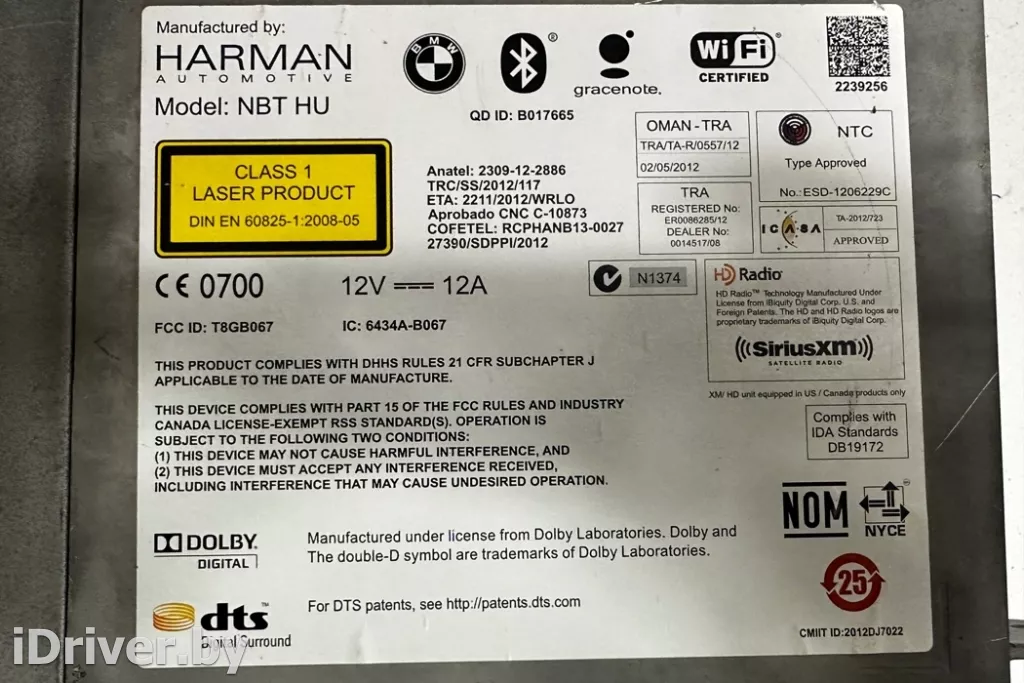 Manufactured by:
HARMAN
AUTOMOTIVE
Model: NBT HU
BMW
®
gracenote.
Wi Fi
®
CERTIFIED
2239256
QD ID: B017665
CLASS 1
LASER PRODUCT
DIN EN 60825-1:2008-05
Anatel: 2309-12-2886
TRC/SS/2012/117
ETA: 2211/2012/WRLO
Aprobado CNC C-10873
COFETEL: RCPHANB13-0027
27390/SDPPI/2012
OMAN - TRA
TRA/TA-R/0557/12
02/05/2012
NTC
Type Approved
No.: ESD-1206229C
TRA
REGISTERED No:
ER0086285/12
DEALER No:
0014517/08
ICASA
TA-2012/723
APPROVED
CE 0700
12V 12A
N1374
FCC ID: T8GB067
IC: 6434A-B067
HD Radio
HD Radio™ Technology Manufactured Under
License from iBiquity Digital Corp. U.S. and
Foreign Patents. The HD and HD Radio logos are
proprietary trademarks of iBiquity Digital Corp.
((SiriusXM))
SATELLITE RADIO
XM/ HD unit equipped in US / Canada products only
THIS PRODUCT COMPLIES WITH DHHS RULES 21 CFR SUBCHAPTER J
APPLICABLE TO THE DATE OF MANUFACTURE.
THIS DEVICE COMPLIES WITH PART 15 OF THE FCC RULES AND INDUSTRY
CANADA LICENSE-EXEMPT RSS STANDARD(S). OPERATION IS
SUBJECT TO THE FOLLOWING TWO CONDITIONS:
(1) THIS DEVICE MAY NOT CAUSE HARMFUL INTERFERENCE, AND
(2) THIS DEVICE MUST ACCEPT ANY INTERFERENCE RECEIVED,
INCLUDING INTERFERENCE THAT MAY CAUSE UNDESIRED OPERATION.
Complies with
IDA Standards
DB19172
NOM
NYCE
DOLBY.
DIGITAL
Manufactured under license from Dolby Laboratories. Dolby and
The double-D symbol are trademarks of Dolby Laboratories.
25
dts™
Digital Surround
For DTS patents, see http://patents.dts.com
CMIIT ID:2012DJ7022
iDriver.by